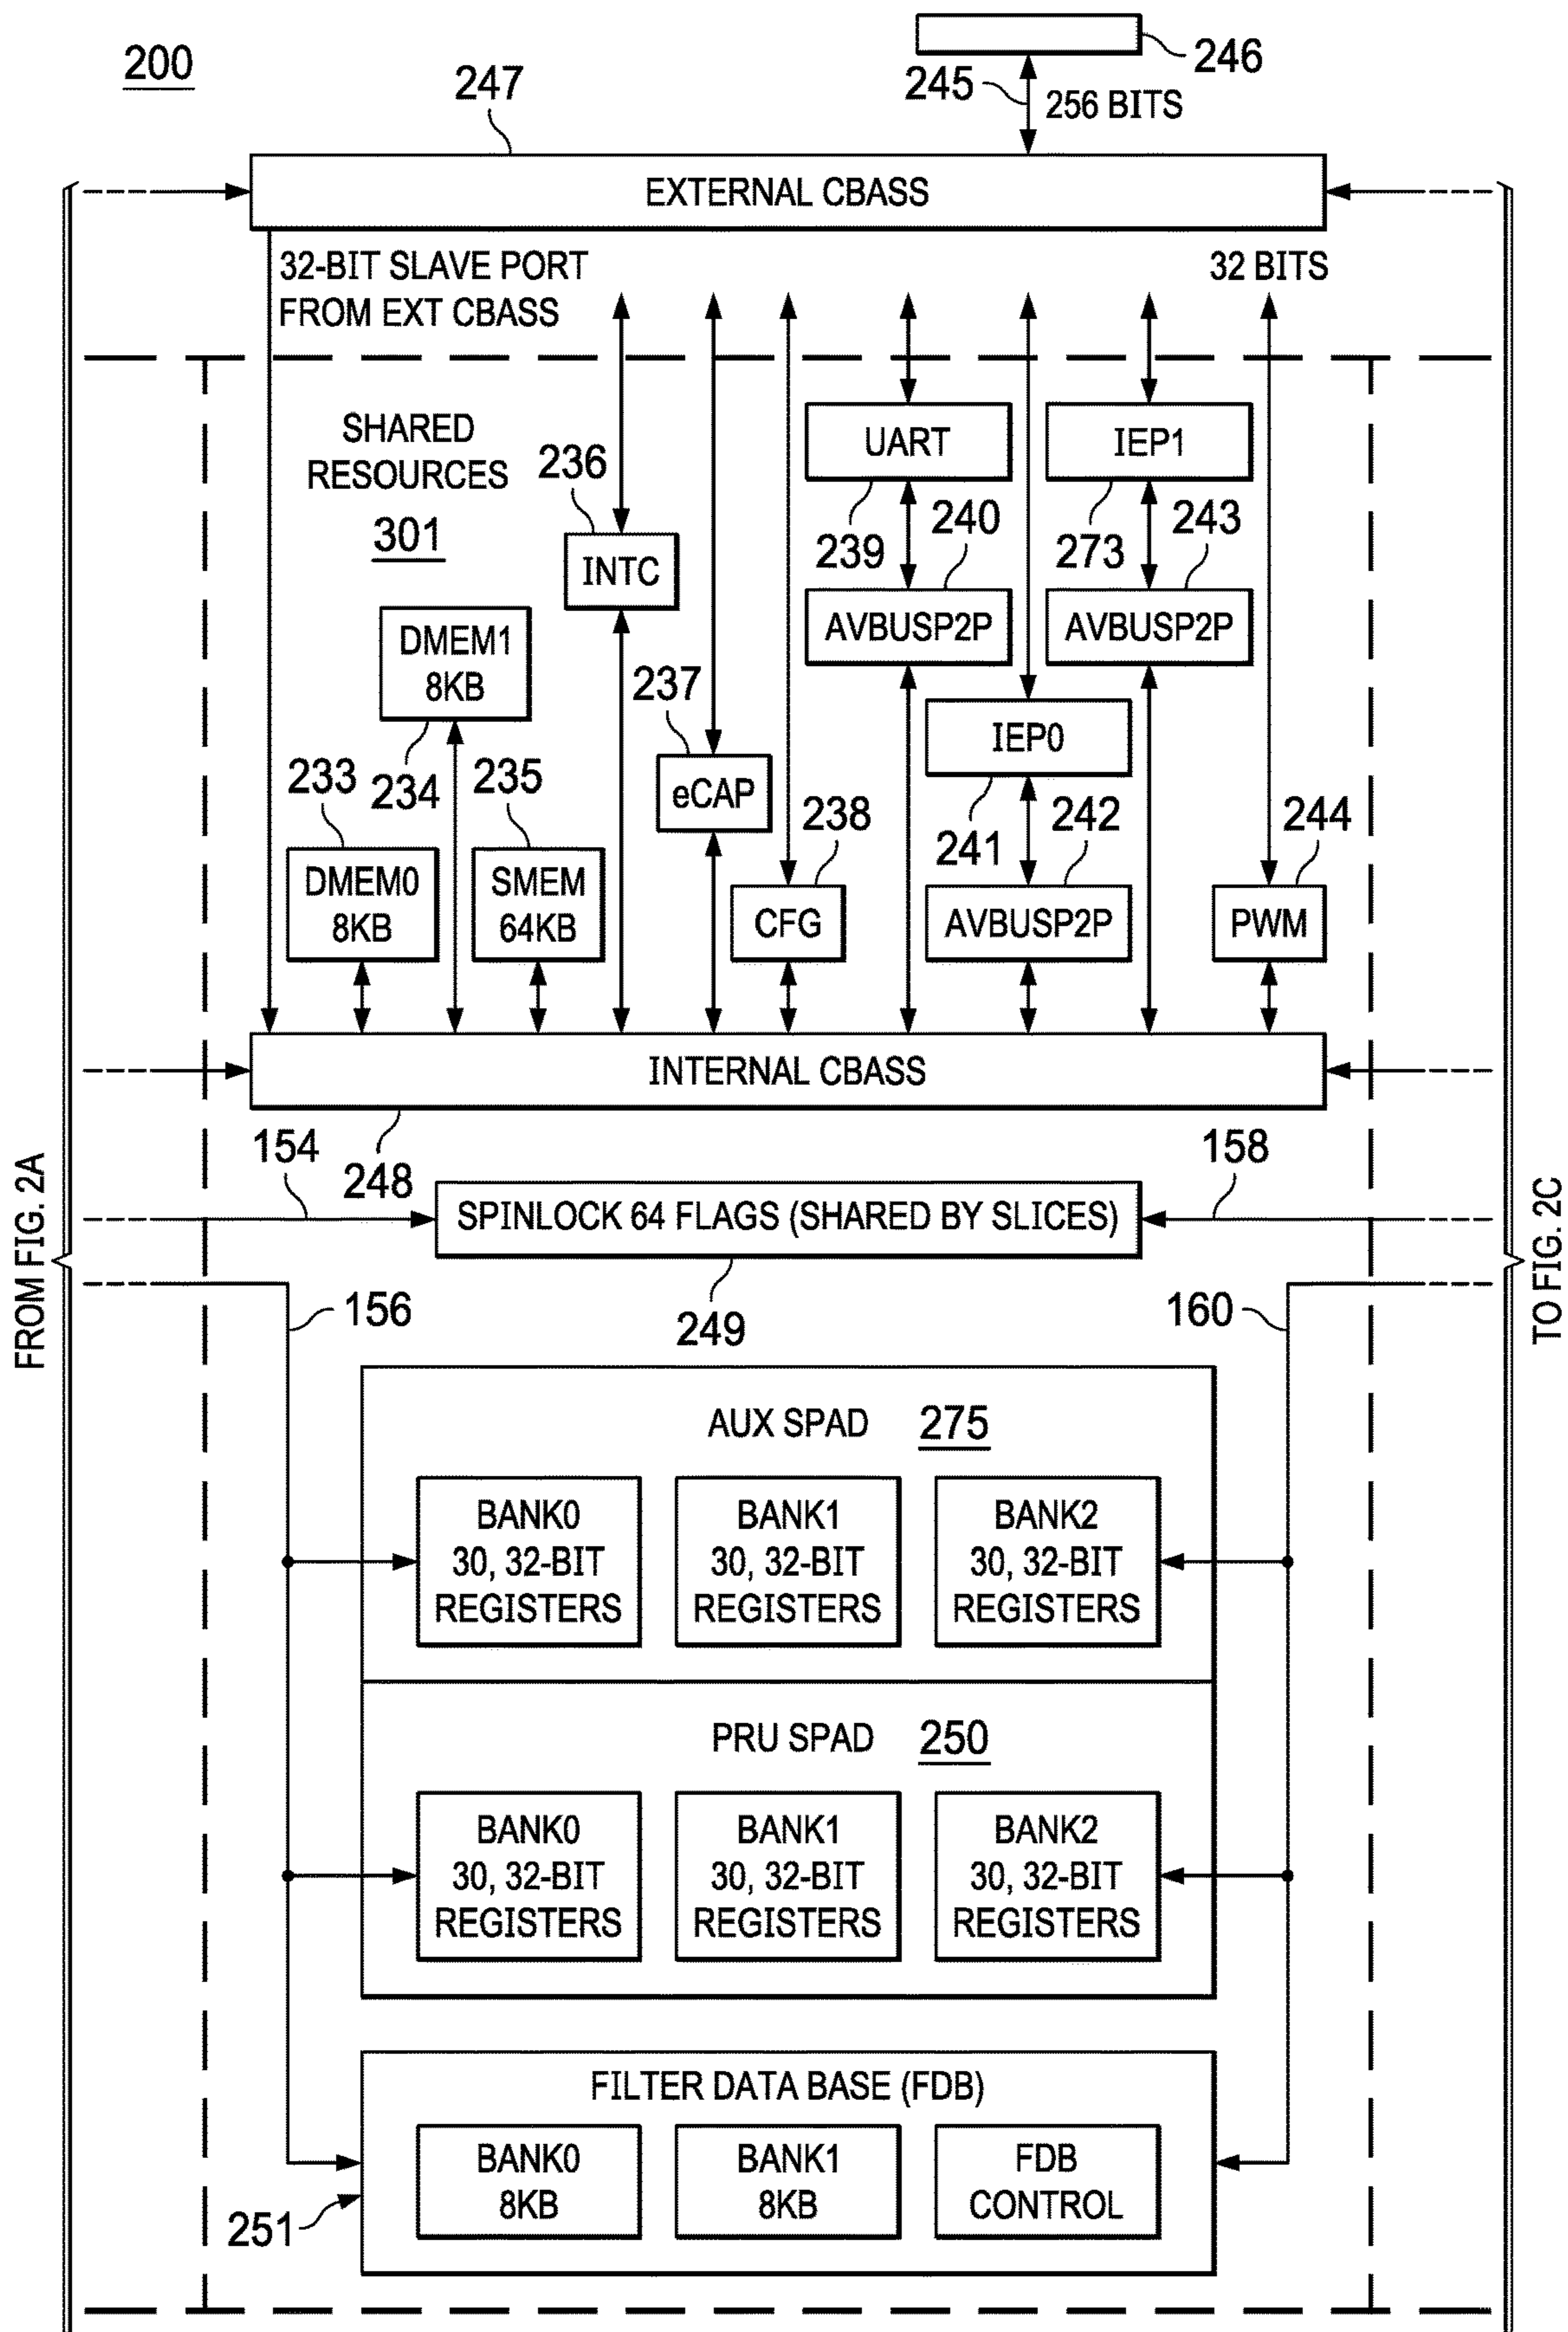 200
246
245
256 BITS
247
EXTERNAL CBASS
32-BIT SLAVE PORT
FROM EXT CBASS
32 BITS
SHARED
RESOURCES
301
236
INTC
UART
239
240
AVBUSP2P
IEP1
273
243
AVBUSP2P
DMEM1
8KB
234
237
eCAP
IEP0
241
242
AVBUSP2P
233
DMEM0
8KB
235
SMEM
64KB
238
CFG
244
PWM
INTERNAL CBASS
248
154
158
SPINLOCK 64 FLAGS (SHARED BY SLICES)
249
FROM FIG. 2A
TO FIG. 2C
156
160
AUX SPAD 275
BANK0
30, 32-BIT
REGISTERS
BANK1
30, 32-BIT
REGISTERS
BANK2
30, 32-BIT
REGISTERS
PRU SPAD 250
BANK0
30, 32-BIT
REGISTERS
BANK1
30, 32-BIT
REGISTERS
BANK2
30, 32-BIT
REGISTERS
FILTER DATA BASE (FDB)
BANK0
8KB
BANK1
8KB
FDB
CONTROL
251